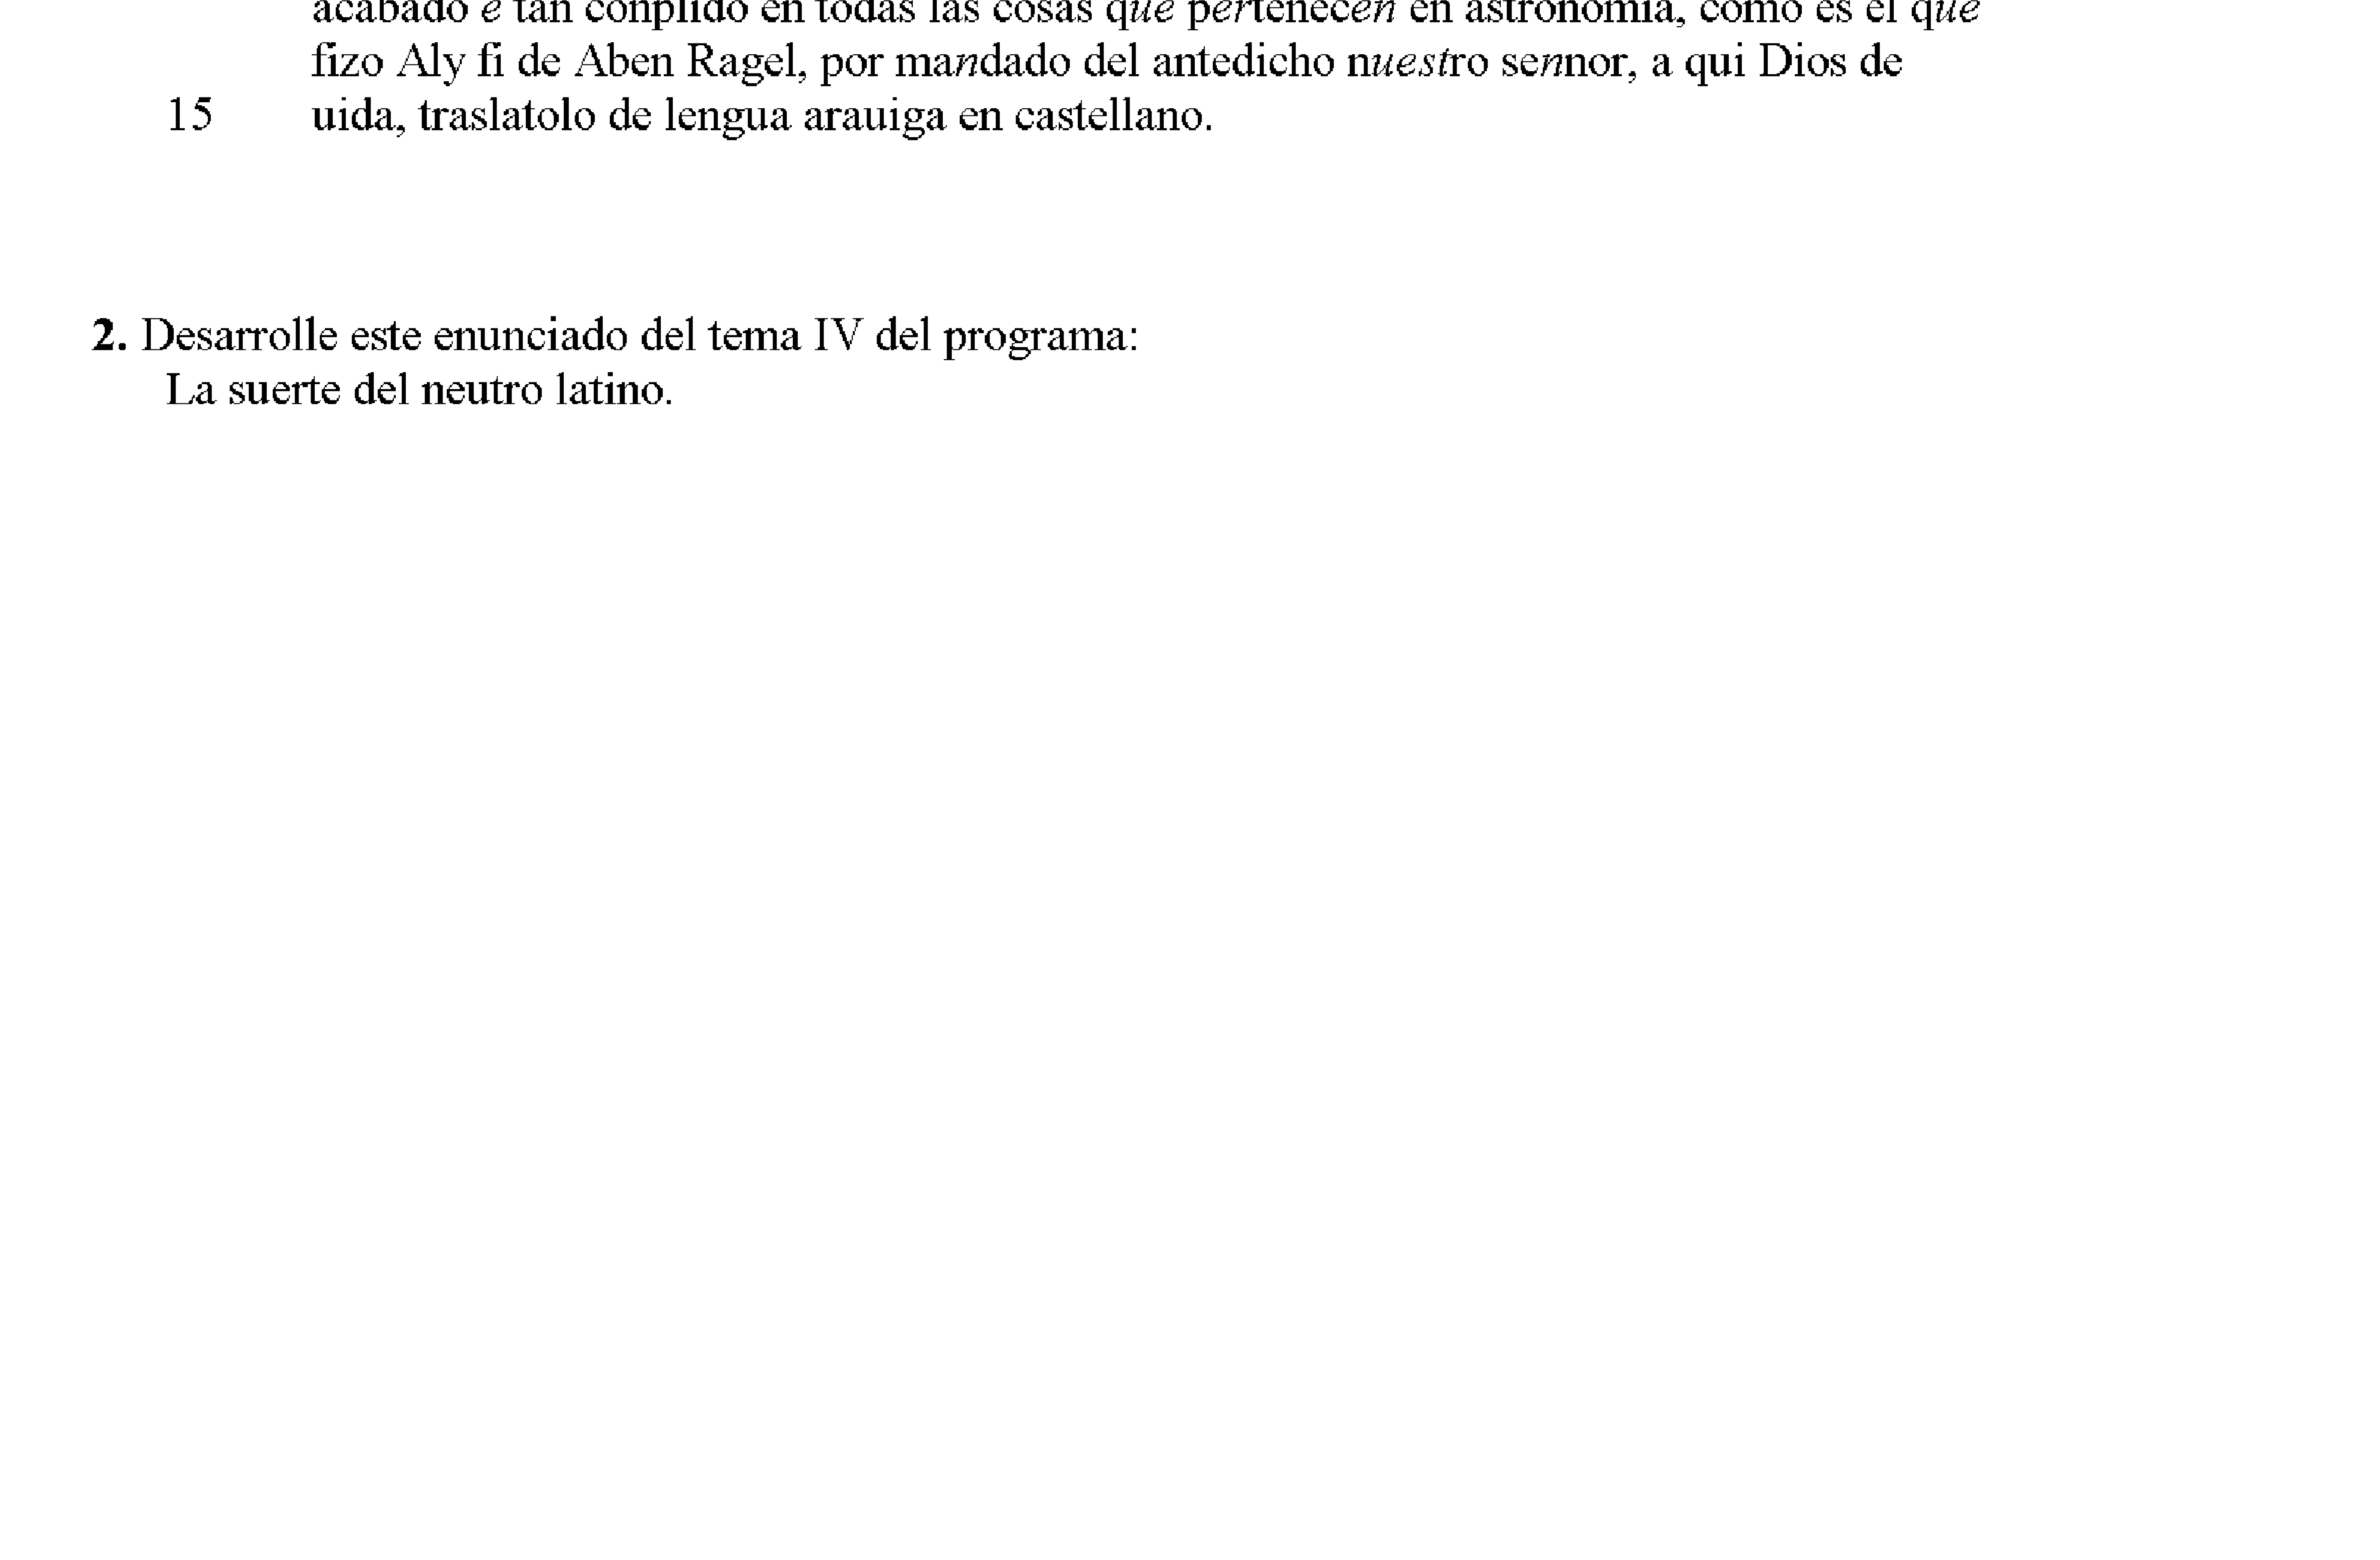 acabado e tan conplido en todas las cosas que pertenecen en astronomia, como es el que
fizo Aly fi de Aben Ragel, por mandado del antedicho nuestro sennor, a qui Dios de
15 uida, traslatolo de lengua arauiga en castellano.
2. Desarrolle este enunciado del tema IV del programa:
La suerte del neutro latino.